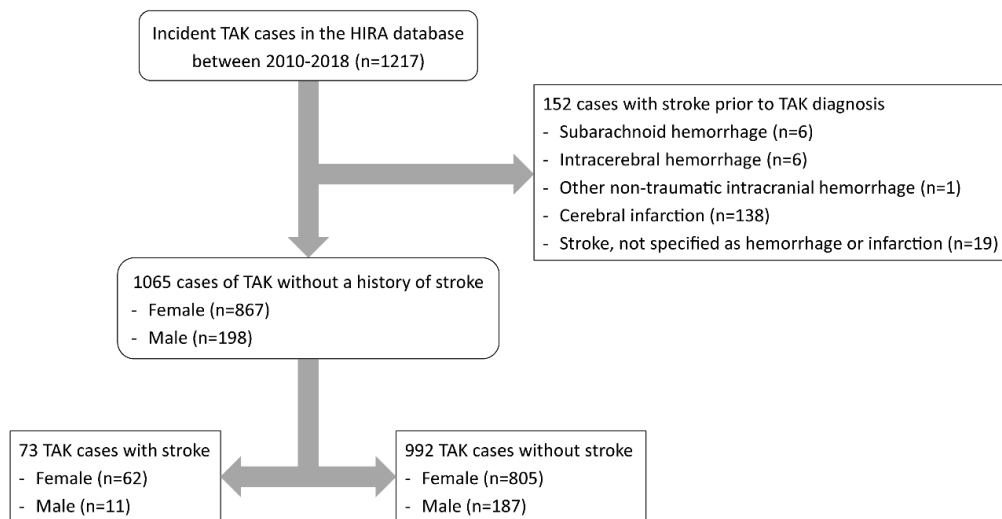 Incident TAK cases in the HIRA database
between 2010-2018 (n=1217)
152 cases with stroke prior to TAK diagnosis
- Subarachnoid hemorrhage (n=6)
- Intracerebral hemorrhage (n=6)
- Other non-traumatic intracranial hemorrhage (n=1)
- Cerebral infarction (n=138)
- Stroke, not specified as hemorrhage or infarction (n=19)
1065 cases of TAK without a history of stroke
- Female (n=867)
- Male (n=198)
73 TAK cases with stroke
- Female (n=62)
- Male (n=11)
992 TAK cases without stroke
- Female (n=805)
- Male (n=187)